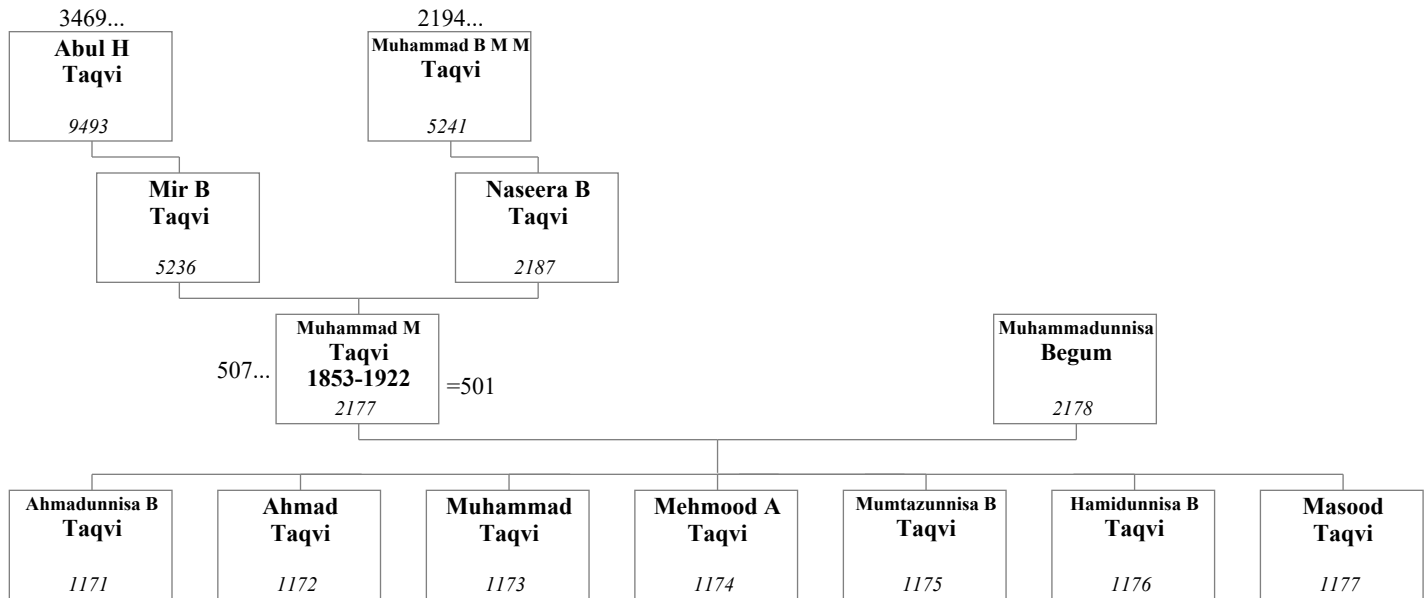 3469...
Abul H
Taqvi
9493
2194...
Muhammad B M M
Taqvi
5241
Mir B
Taqvi
5236
Naseera B
Taqvi
2187
507...
Muhammad M
Taqvi
1853-1922
2177
=501
Muhammadunnisa
Begum
2178
Ahmadunnisa B
Taqvi
1171
Ahmad
Taqvi
1172
Muhammad
Taqvi
1173
Mehmood A
Taqvi
1174
Mumtazunnisa B
Taqvi
1175
Hamidunnisa B
Taqvi
1176
Masood
Taqvi
1177